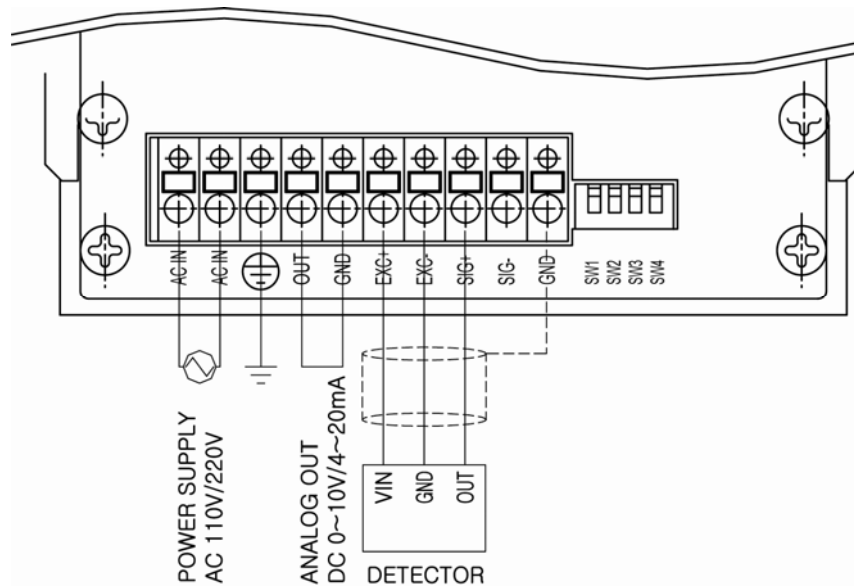 AC IN
AC IN
OUT
GND
EXC+
EXC-
SIG+
SIG-
GND
SW1
SW2
SW3
SW4
POWER SUPPLY
AC 110V/220V
ANALOG OUT
DC 0~10V/4~20mA
VIN
GND
OUT
DETECTOR